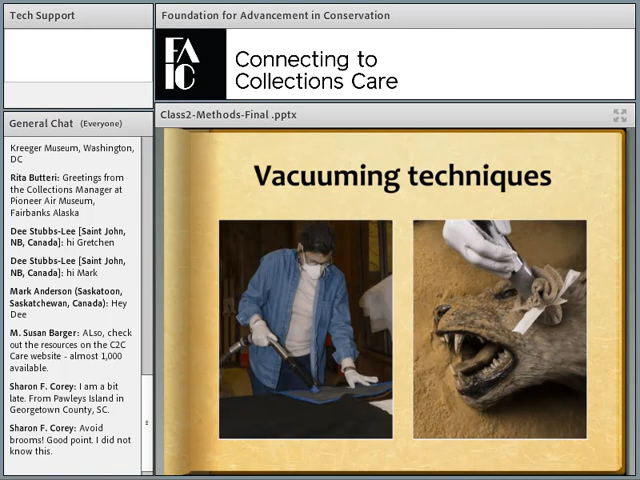 Tech Support
Foundation for Advancement in Conservation
FA
IC
Connecting to
Collections Care
General Chat (Everyone)
Kreeger Museum, Washington,
DC
Rita Butteri: Greetings from
the Collections Manager at
Pioneer Air Museum,
Fairbanks Alaska
Dee Stubbs-Lee [Saint John,
NB, Canada]: hi Gretchen
Dee Stubbs-Lee [Saint John,
NB, Canada]: hi Mark
Mark Anderson (Saskatoon,
Saskatchewan, Canada): Hey
Dee
M. Susan Barger: ALso, check
out the resources on the C2C
Care website - almost 1,000
available.
Sharon F. Corey: I am a bit
late. From Pawleys Island in
Georgetown County, SC.
Sharon F. Corey: Avoid
brooms! Good point. I did not
know this.
Class2-Methods-Final .pptx
Vacuuming techniques